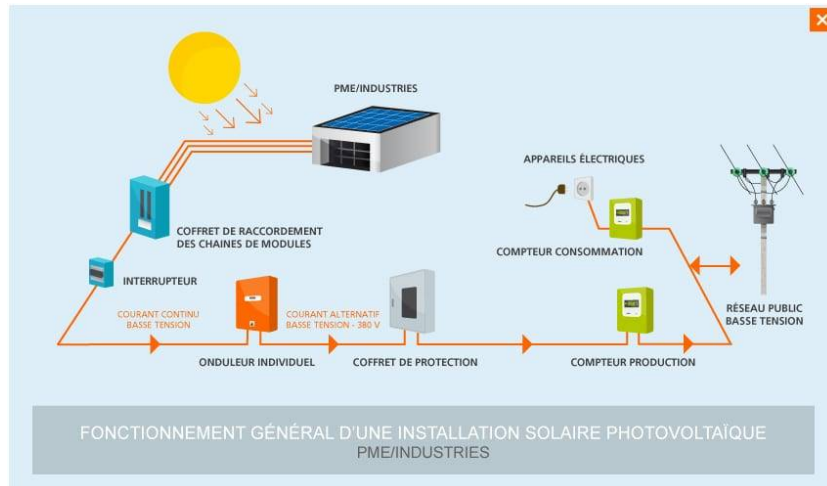 PME/INDUSTRIES
APPAREILS ÉLECTRIQUES
COFFRET DE RACCORDEMENT
DES CHAINES DE MODULES
COMPTEUR CONSOMMATION
INTERRUPTEUR
RÉSEAU PUBLIC
BASSE TENSION
COURANT CONTINU
BASSE TENSION
COURANT ALTERNATIF
BASSE TENSION - 380 V
ONDULEUR INDIVIDUEL
COFFRET DE PROTECTION
COMPTEUR PRODUCTION
FONCTIONNEMENT GÉNÉRAL D'UNE INSTALLATION SOLAIRE PHOTOVOLTAÏQUE
PME/INDUSTRIES